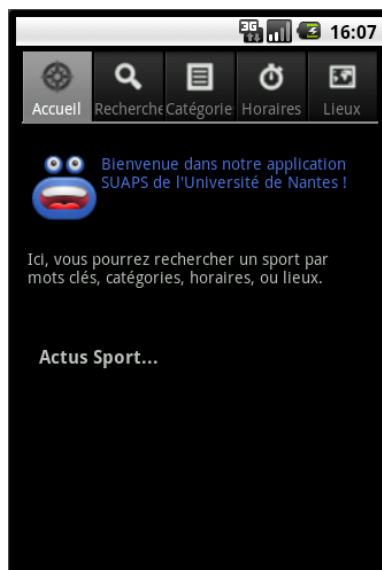 3G 16:07
Accueil Recherche Catégorie Horaires Lieux
Bienvenue dans notre application
SUAPS de l'Université de Nantes !
Ici, vous pourrez rechercher un sport par
mots clés, catégories, horaires, ou lieux.
Actus Sport...